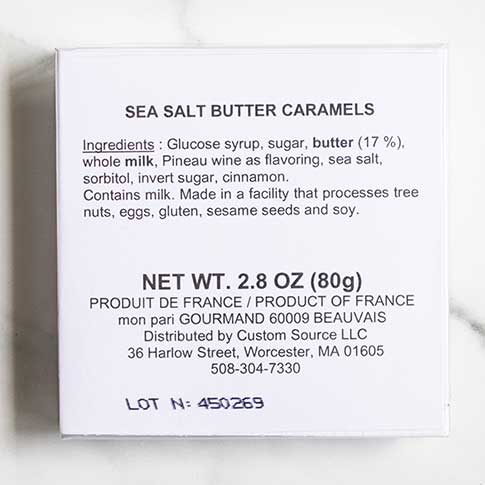 SEA SALT BUTTER CARAMELS
Ingredients : Glucose syrup, sugar, butter (17 %),
whole milk, Pineau wine as flavoring, sea salt,
sorbitol, invert sugar, cinnamon.
Contains milk. Made in a facility that processes tree
nuts, eggs, gluten, sesame seeds and soy.
NET WT. 2.8 OZ (80g)
PRODUIT DE FRANCE / PRODUCT OF FRANCE
mon pari GOURMAND 60009 BEAUVAIS
Distributed by Custom Source LLC
36 Harlow Street, Worcester, MA 01605
508-304-7330
LOT N: 450269